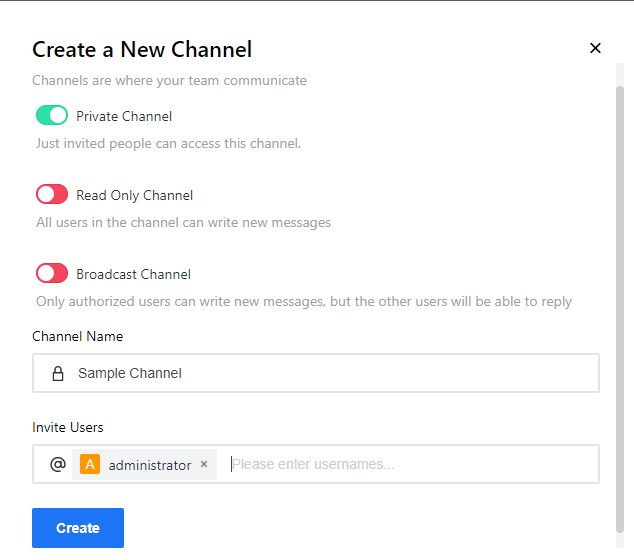 Create a New Channel
Channels are where your team communicate
Private Channel
Just invited people can access this channel.
Read Only Channel
All users in the channel can write new messages
Broadcast Channel
Only authorized users can write new messages, but the other users will be able to reply
Channel Name
Sample Channel
Invite Users
@ A administrator × Please enter usernames...
Create